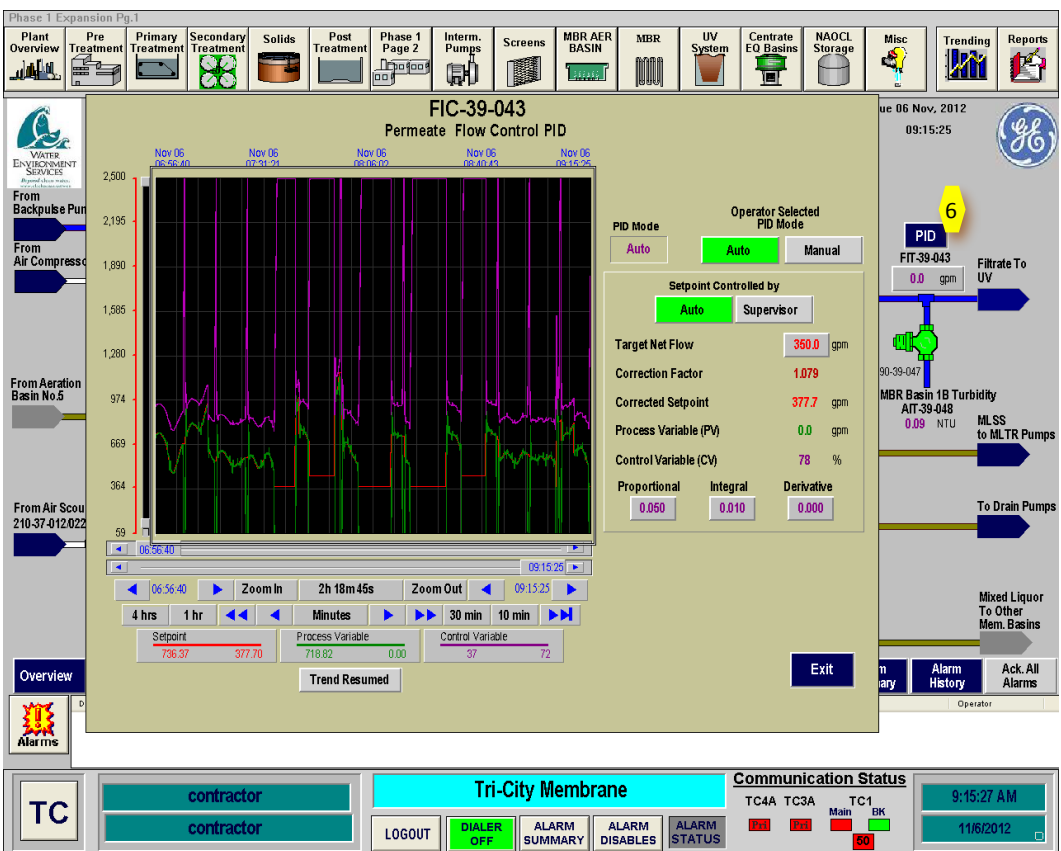 Phase 1 Expansion Pg.1
Plant Overview
Pre Treatment
Primary Treatment
Secondary Treatment
Solids
Post Treatment
Phase 1 Page 2
Interm. Pumps
Screens
MBR AER BASIN
MBR
UV System
Centrate EQ Basins
NAOCL Storage
Misc
Trending
Reports
FIC-39-043
Permeate Flow Control PID
ue 06 Nov, 2012
09:15:25
WATER
ENVIRONMENT
SERVICES
From
Backpulse Pun
From
Air Compresso
From Aeration
Basin No.5
From Air Scou
210-37-012/022
Nov 06 06:56:40
Nov 06 07:31:21
Nov 06 08:06:02
Nov 06 08:40:43
Nov 06 09:15:25
2,500
2,195
1,890
1,585
1,280
974
669
364
59
06:56:40
09:15:25
06:56:40 Zoom In 2h 18m 45s Zoom Out 09:15:25
4 hrs 1 hr Minutes 30 min 10 min
Setpoint
736.37 377.70
Process Variable
718.82 0.00
Control Variable
37 72
Trend Resumed
PID Mode
Auto
Operator Selected
PID Mode
Auto Manual
Setpoint Controlled by
Auto Supervisor
Target Net Flow 350.0 gpm
Correction Factor 1.079
Corrected Setpoint 377.7 gpm
Process Variable (PV) 0.0 gpm
Control Variable (CV) 78 %
Proportional Integral Derivative
0.050 0.010 0.000
Exit
6
PID
FIT-39-043
0.0 gpm
Filtrate To
UV
90-39-047
MBR Basin 1B Turbidity
AIT-39-048
0.09 NTU
MLSS
to MLTR Pumps
To Drain Pumps
Mixed Liquor
To Other
Mem. Basins
Overview
m
ary
Alarm
History
Ack. All
Alarms
D
Operator
Alarms
TC
contractor
contractor
Tri-City Membrane
LOGOUT
DIALER OFF
ALARM SUMMARY
ALARM DISABLES
ALARM STATUS
Communication Status
TC4A TC3A TC1
Main BK
Pri Pri
50
9:15:27 AM
11/6/2012